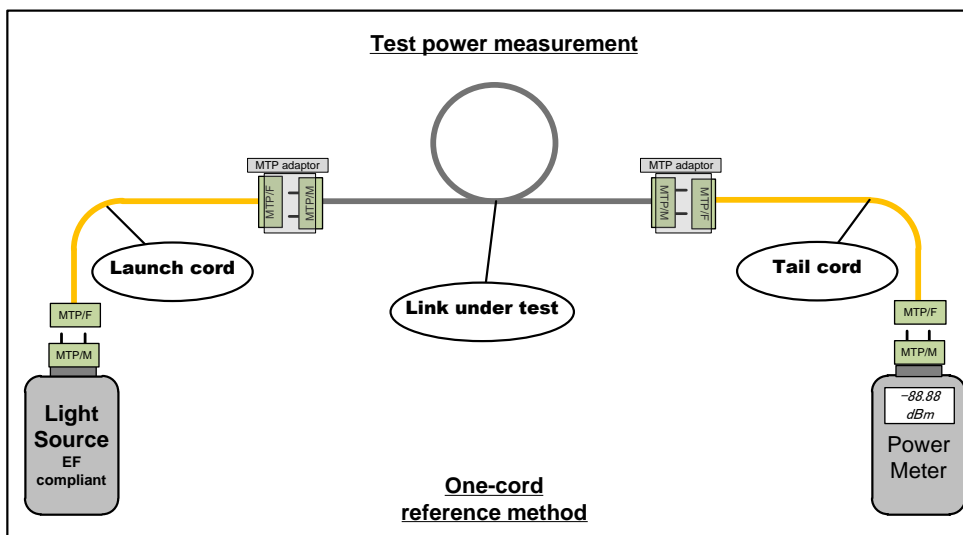 Test power measurement
MTP adaptor
MTP/F
MTP/M
MTP adaptor
MTP/M
MTP/F
Launch cord
Link under test
Tail cord
MTP/F
MTP/M
Light
Source
EF
compliant
MTP/F
MTP/M
-88.88
dBm
Power
Meter
One-cord
reference method